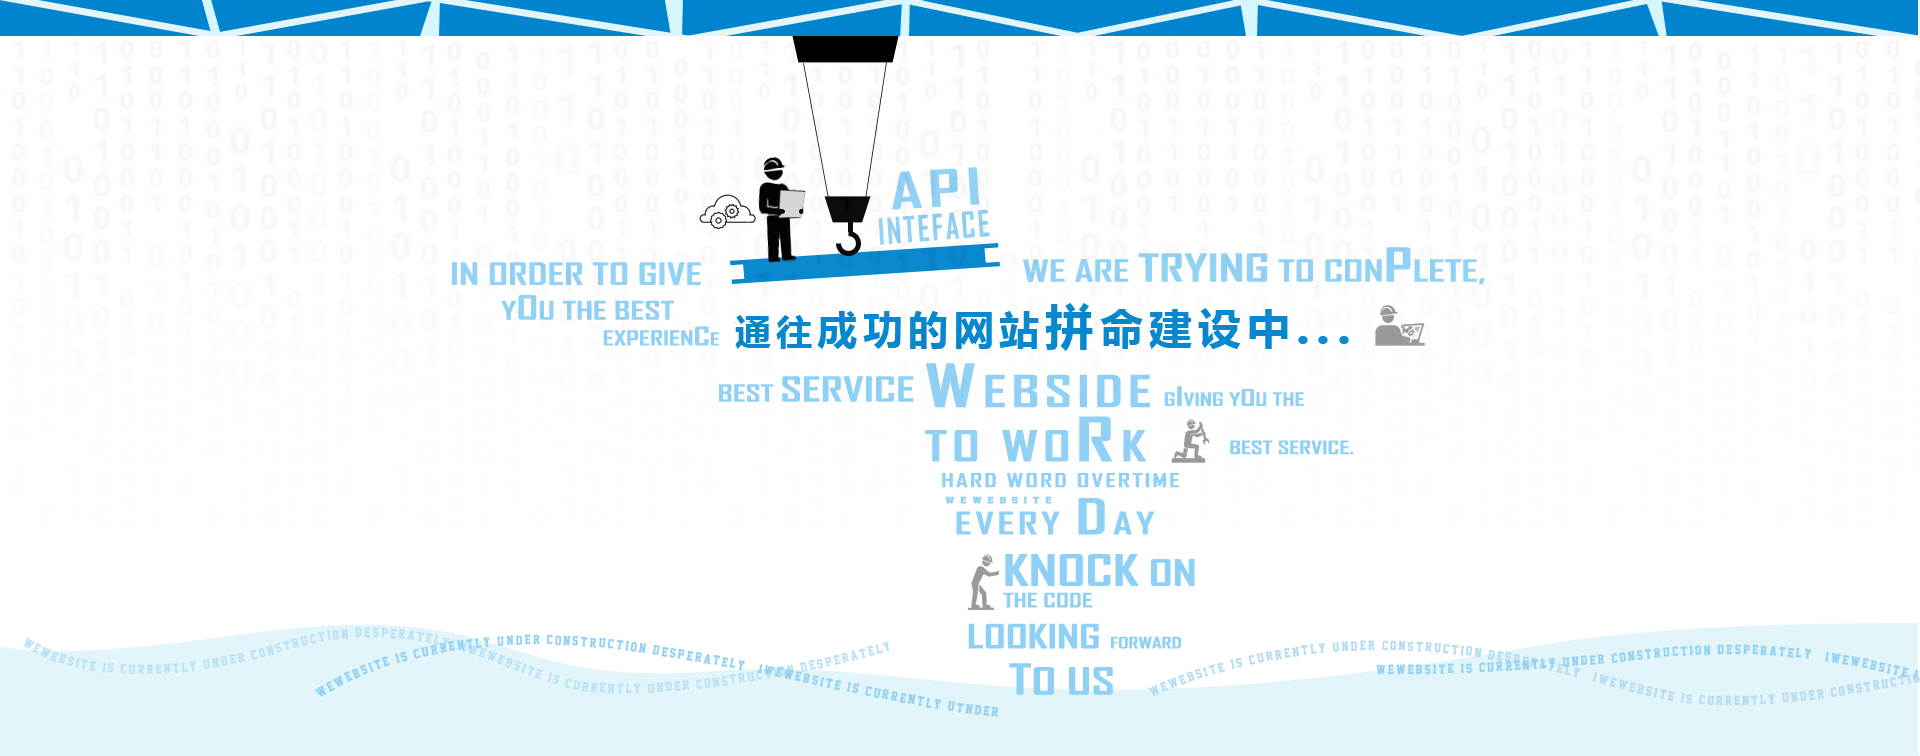 API
INTEFACE
IN ORDER TO GIVE
YOU THE BEST
EXPERIENCE
WE ARE TRYING TO CONPLETE,
通往成功的网站拼命建设中...
BEST SERVICE WEBSIDE GIVING YOU THE
TO WORK BEST SERVICE.
HARD WORD OVERTIME
WEWEBSITE
EVERY DAY
KNOCK ON
THE CODE
LOOKING FORWARD
TO US
WEWEBSITE IS CURRENTLY UNDER CONSTRUCTION DESPERATELY
WEWEBSITE IS CURRENTLY UNDER CONSTRUCTION DESPERATELY
WEWEBSITE IS CURRENTLY UNDER CONSTRUCTION DESPERATELY
IWEWEBSITE IS CURRENTLY UTNDER
WEWEBSITE IS CURRENTLY UNDER CONSTRUCTION DESPERATELY
WEWEBSITE IS CURRENTLY UNDER CONSTRUCTION DESPERATELY
IWEWEBSITE IS CURRENTLY UNDER CONSTRUCTIO
IWEWEBSITE